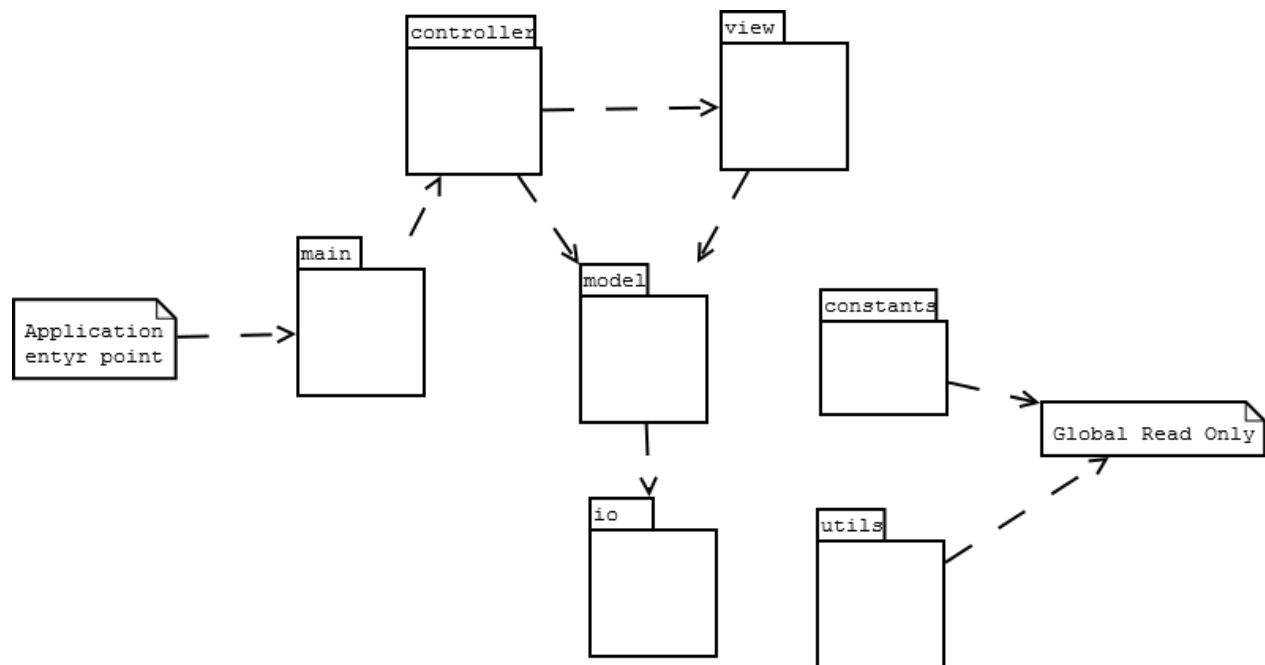 controller
view
main
model
Application
entyr point
constants
Global Read Only
io
utils